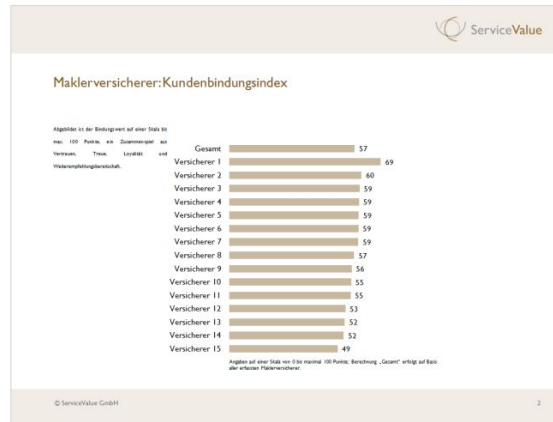 ServiceValue
Maklerversicherer: Kundenbindungsindex
Abgebildet ist der Bindungswert auf einer Skala bis
max. 100 Punkte, ein Zusammenspiel aus
Vertrauen, Treue, Loyalität und
Weiterempfehlungsbereitschaft.
Gesamt 57
Versicherer 1 69
Versicherer 2 60
Versicherer 3 59
Versicherer 4 59
Versicherer 5 59
Versicherer 6 59
Versicherer 7 59
Versicherer 8 57
Versicherer 9 56
Versicherer 10 55
Versicherer 11 55
Versicherer 12 53
Versicherer 13 52
Versicherer 14 52
Versicherer 15 49
Angaben auf einer Skala von 0 bis maximal 100 Punkte; Berechnung „Gesamt“ erfolgt auf Basis
aller erfassten Maklerversicherer.
© ServiceValue GmbH 2